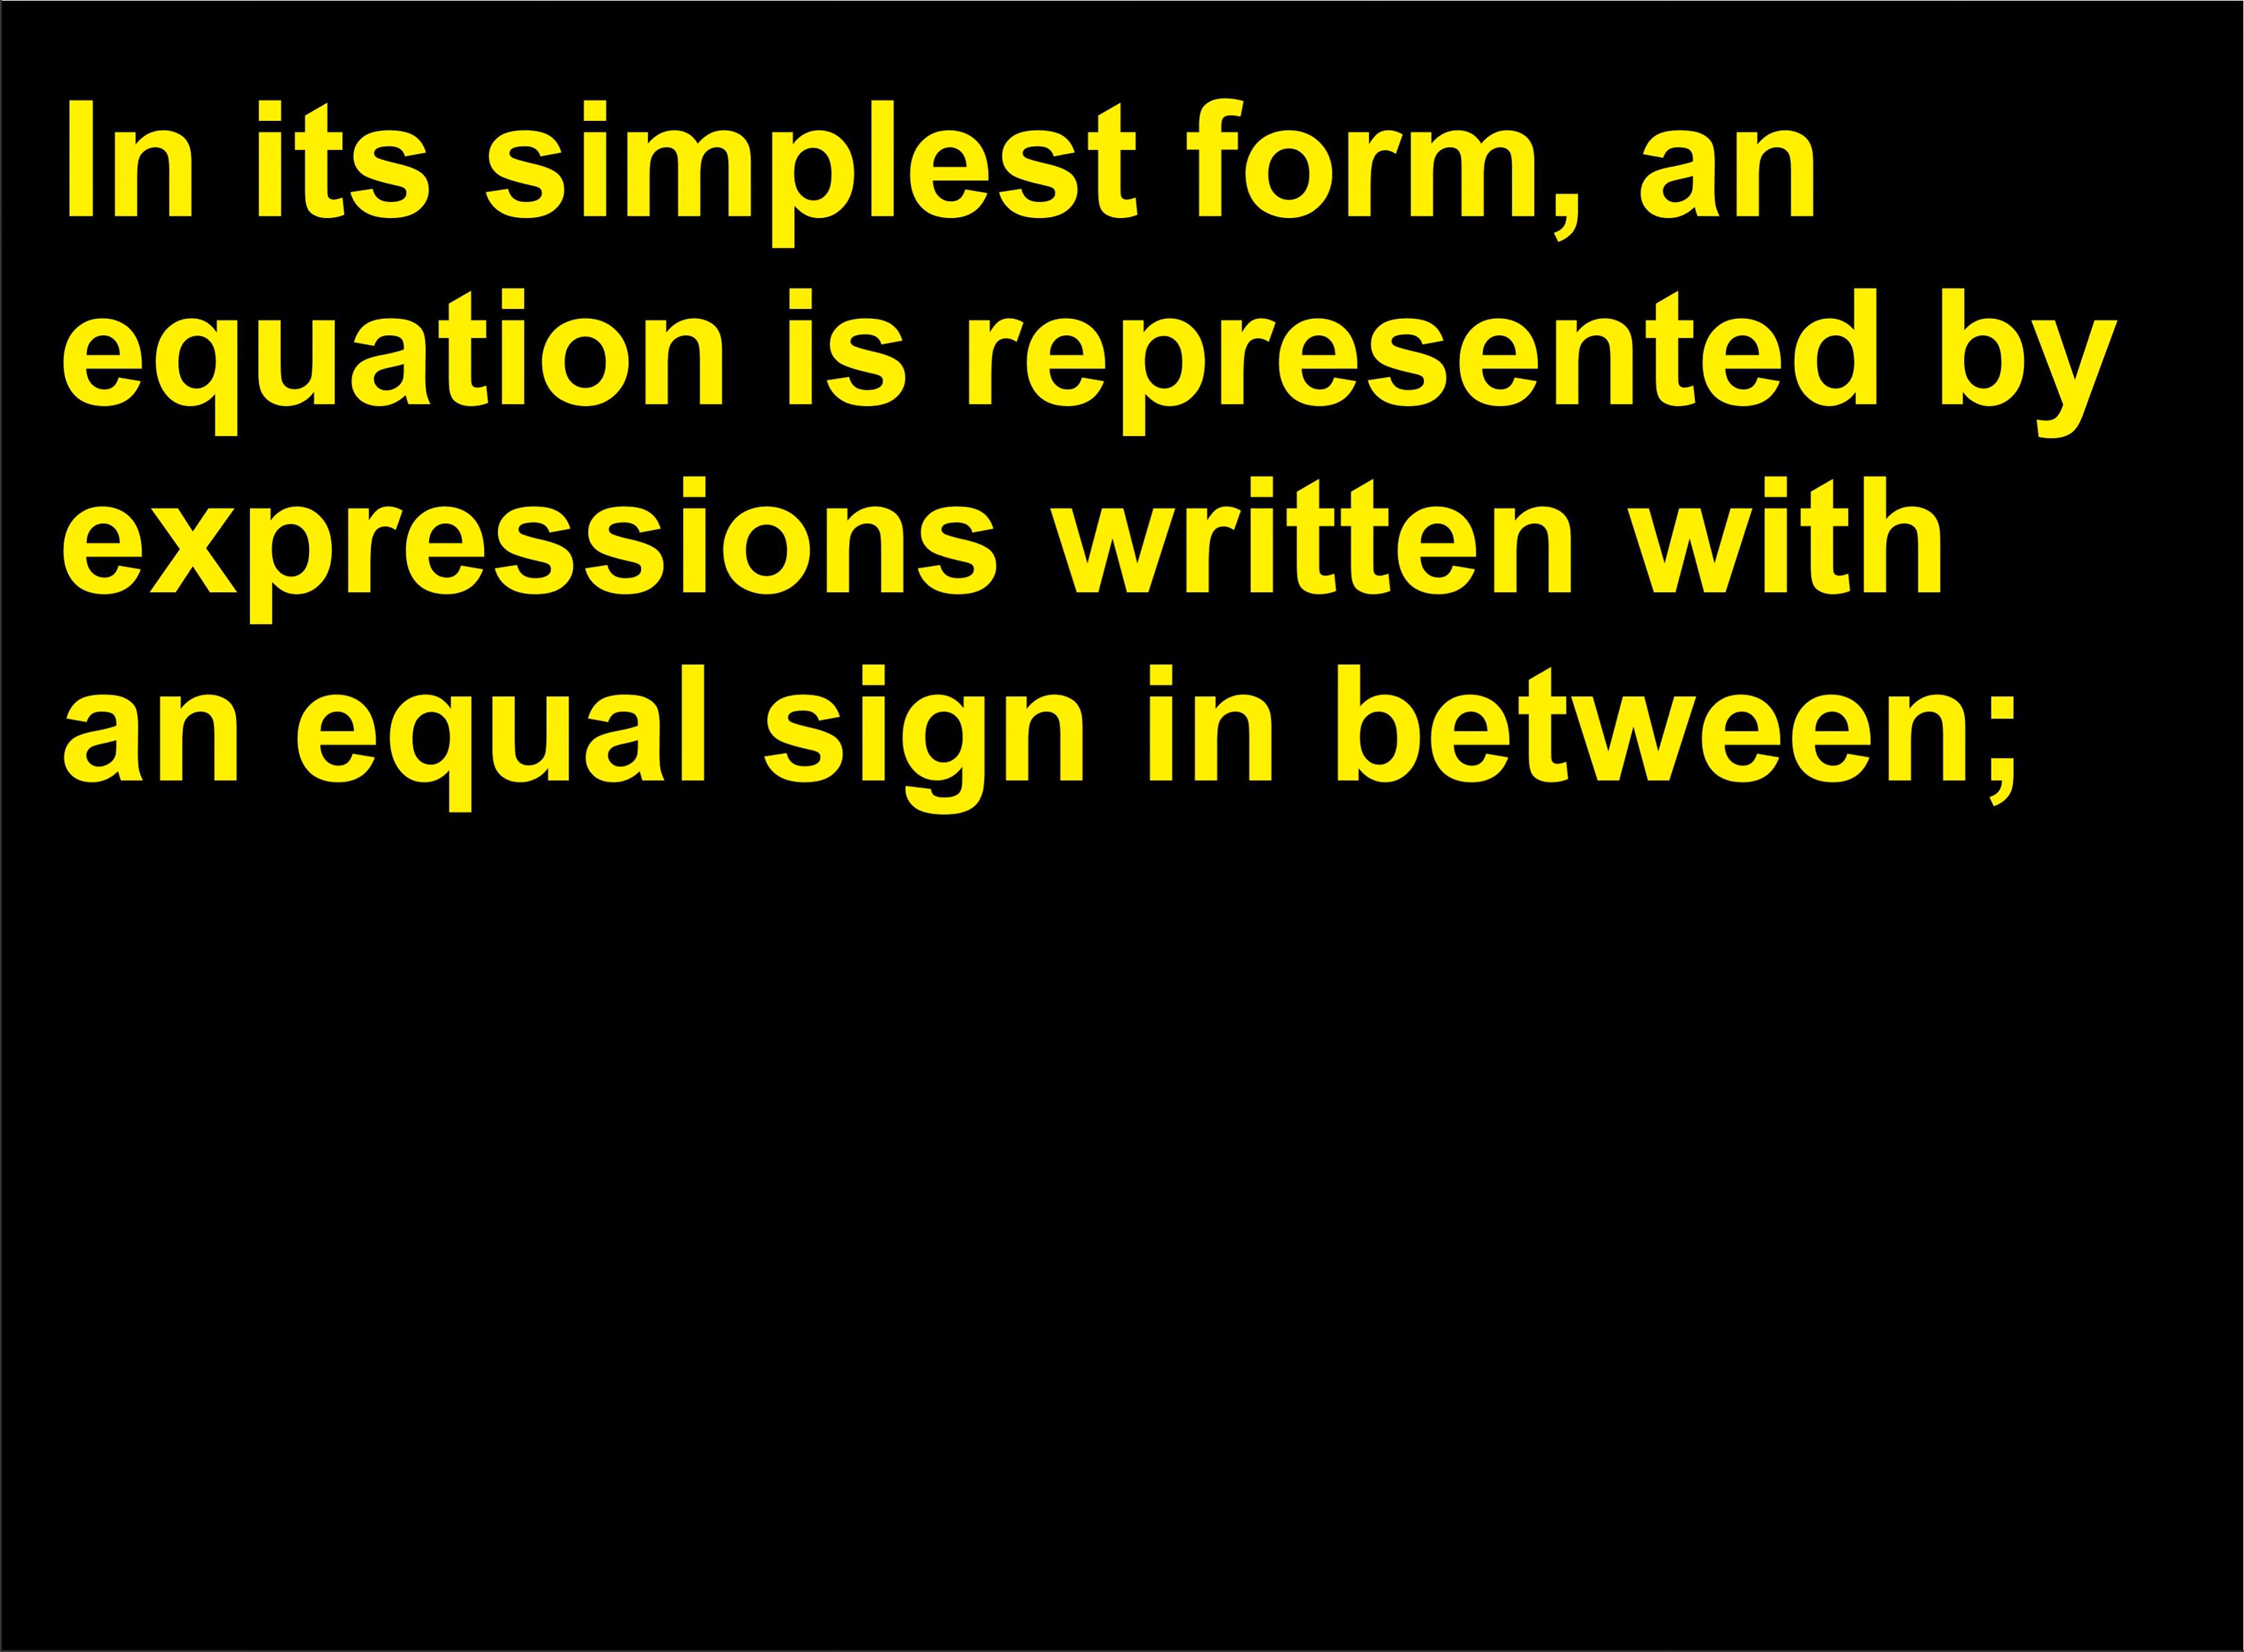 In its simplest form, an
equation is represented by
expressions written with
an equal sign in between;